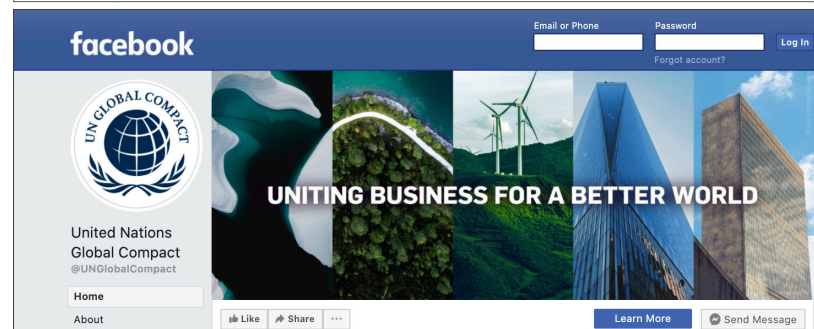 Email or Phone
Password
facebook
Log In
Forgot account?
UN GLOBAL COMPACT
UNITING BUSINESS FOR A BETTER WORLD
United Nations
Global Compact
@UNGlobalCompact
Home
About
Like
Share
...
Learn More
Send Message